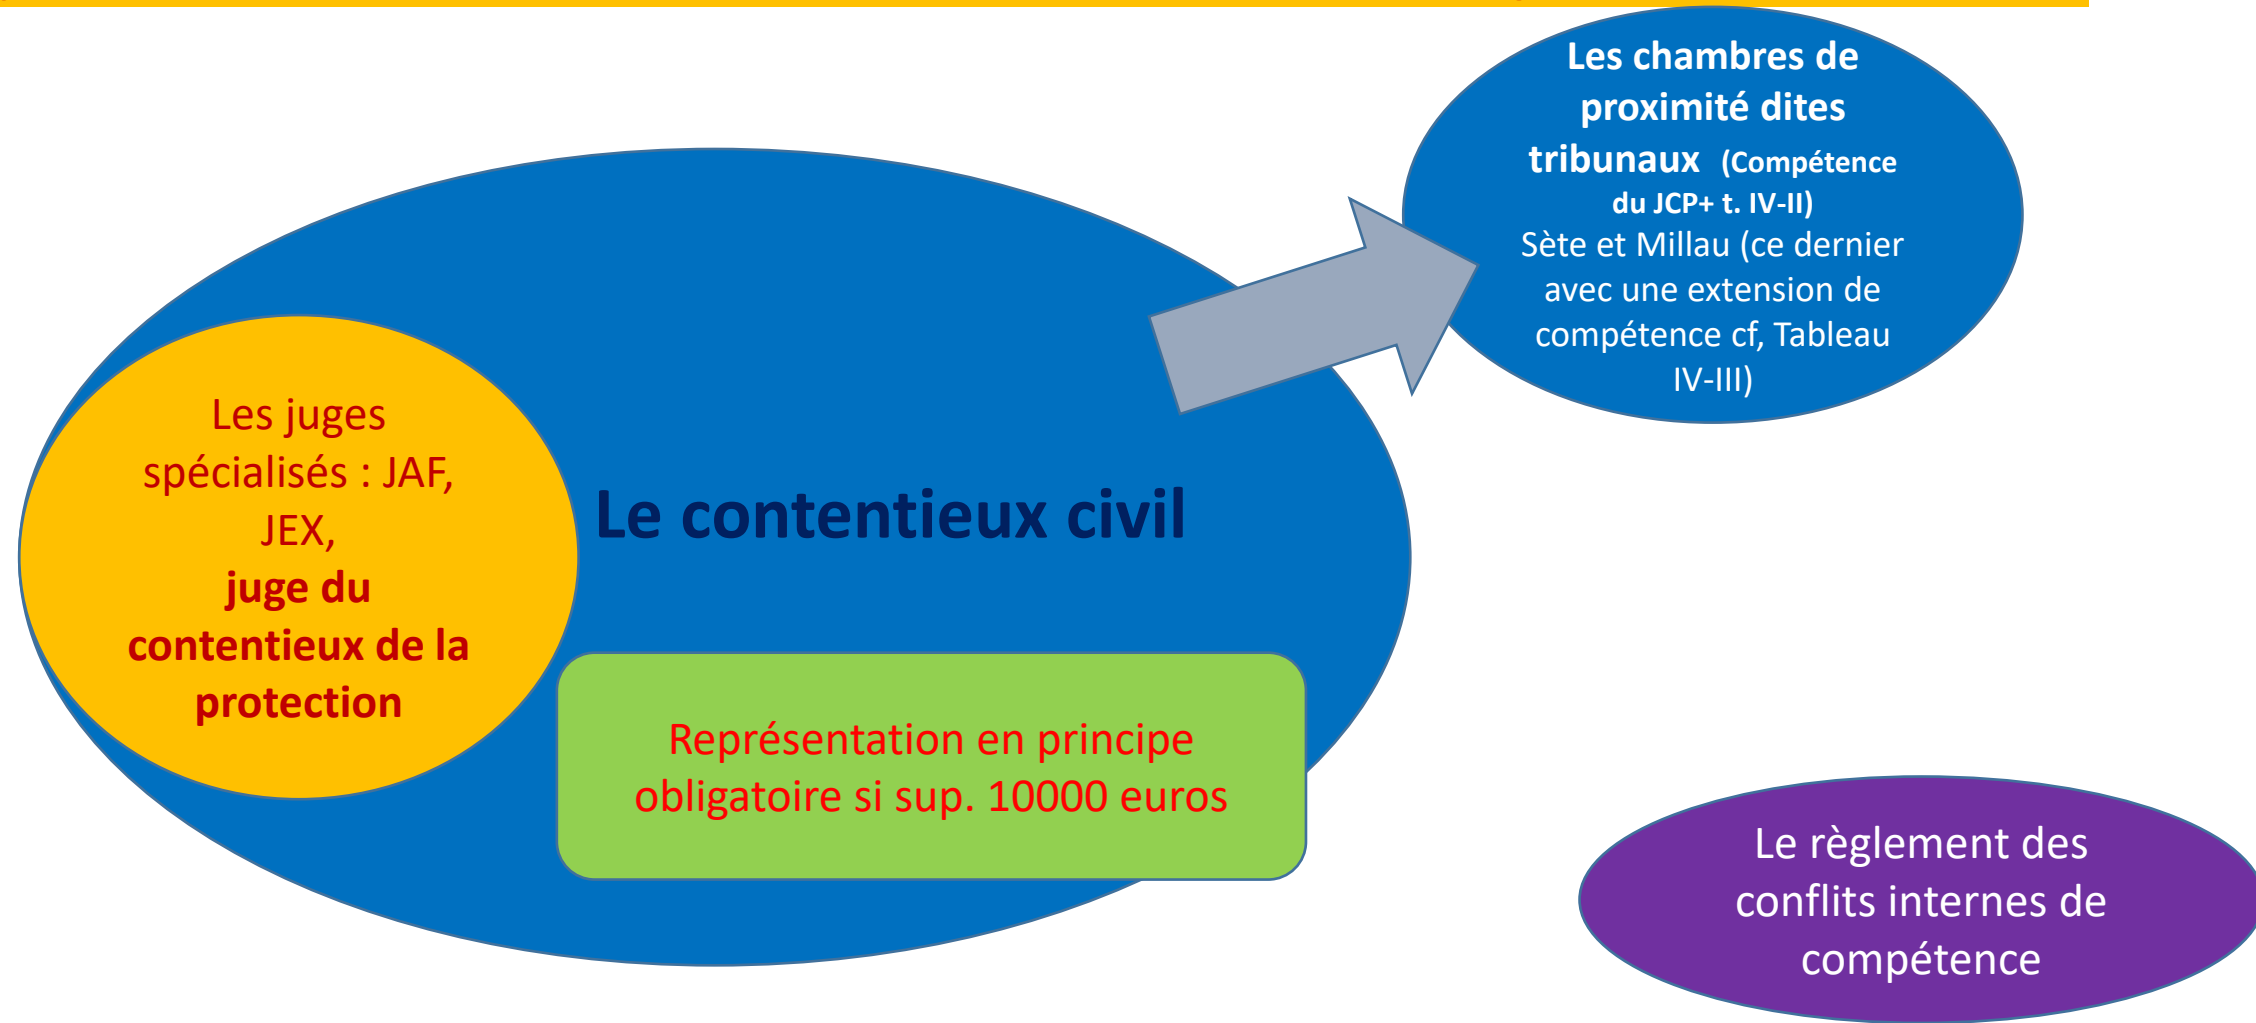 Les chambres de
proximité dites
tribunaux (Compétence
du JCP+ t. IV-II)
Sète et Millau (ce dernier
avec une extension de
compétence cf, Tableau
IV-III)
Les juges
spécialisés : JAF,
JEX,
juge du
contentieux de la
protection
Le contentieux civil
Représentation en principe
obligatoire si sup. 10000 euros
Le règlement des
conflits internes de
compétence